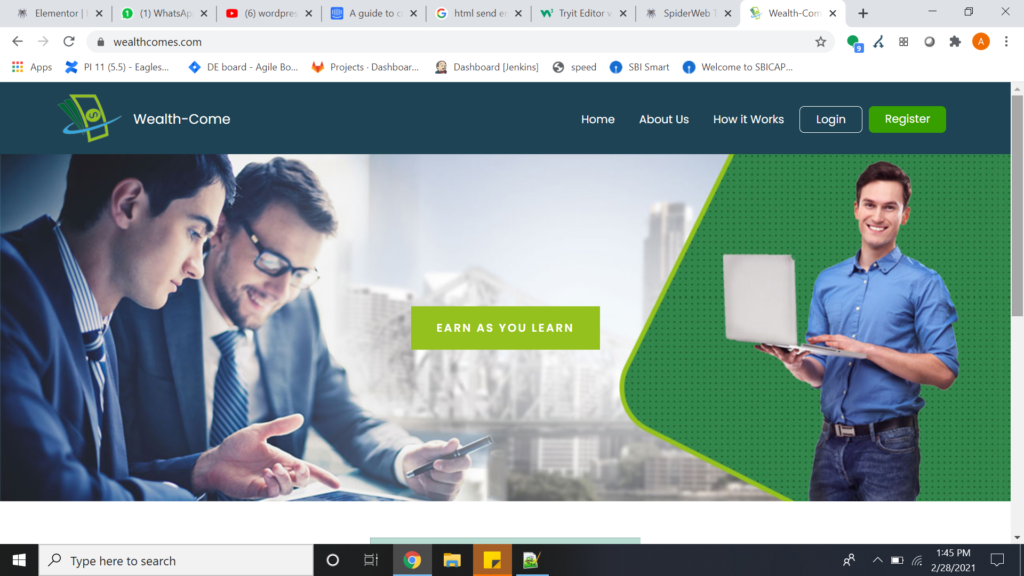 Elementor |
(1) WhatsAp
(6) wordpres
A guide to c
html send e
Tryit Editor v
SpiderWeb T
Wealth-Com
wealthcomes.com
9
A
Apps
PI 11 (5.5) - Eagles...
DE board - Agile Bo...
Projects · Dashboar...
Dashboard [Jenkins]
speed
SBI Smart
Welcome to SBICAP...
Wealth-Come
Home
About Us
How it Works
Login
Register
EARN AS YOU LEARN
Type here to search
1:45 PM
2/28/2021